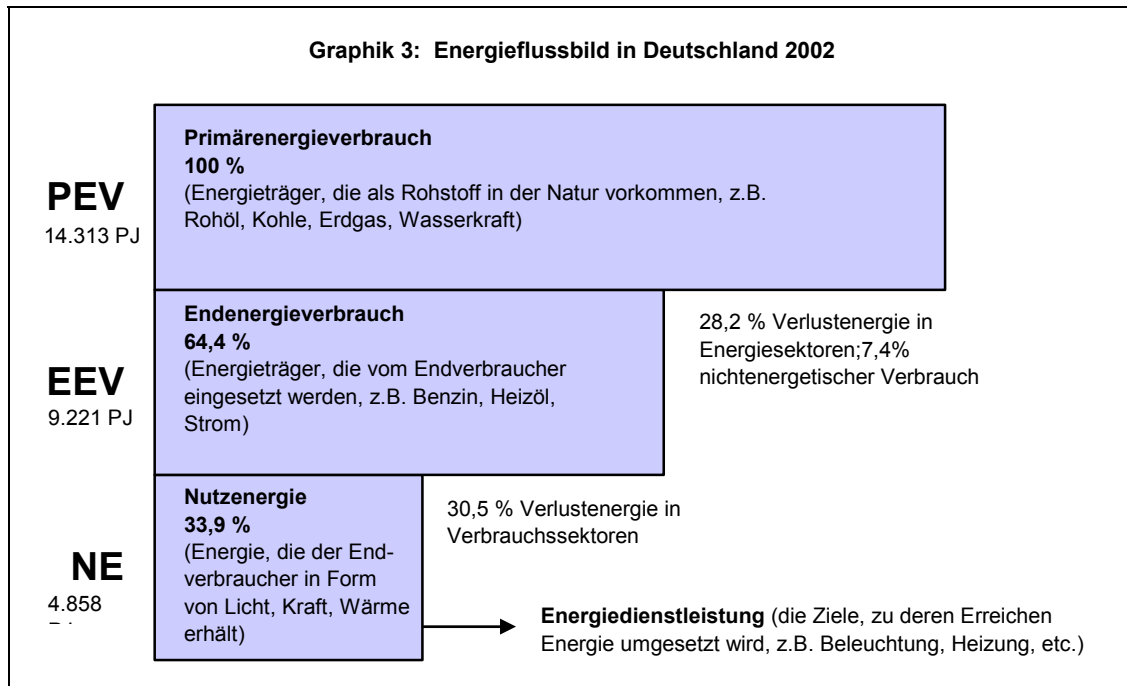 Graphik 3: Energieflussbild in Deutschland 2002
PEV
14.313 PJ
Primärenergieverbrauch
100 %
(Energieträger, die als Rohstoff in der Natur vorkommen, z.B.
Rohöl, Kohle, Erdgas, Wasserkraft)
EEV
9.221 PJ
Endenergieverbrauch
64,4 %
(Energieträger, die vom Endverbraucher
eingesetzt werden, z.B. Benzin, Heizöl,
Strom)
28,2 % Verlustenergie in
Energiesektoren;7,4%
nichtenergetischer Verbrauch
NE
4.858
Nutzenergie
33,9 %
(Energie, die der End-
verbraucher in Form
von Licht, Kraft, Wärme
erhält)
30,5 % Verlustenergie in
Verbrauchssektoren
Energiedienstleistung (die Ziele, zu deren Erreichen
Energie umgesetzt wird, z.B. Beleuchtung, Heizung, etc.)